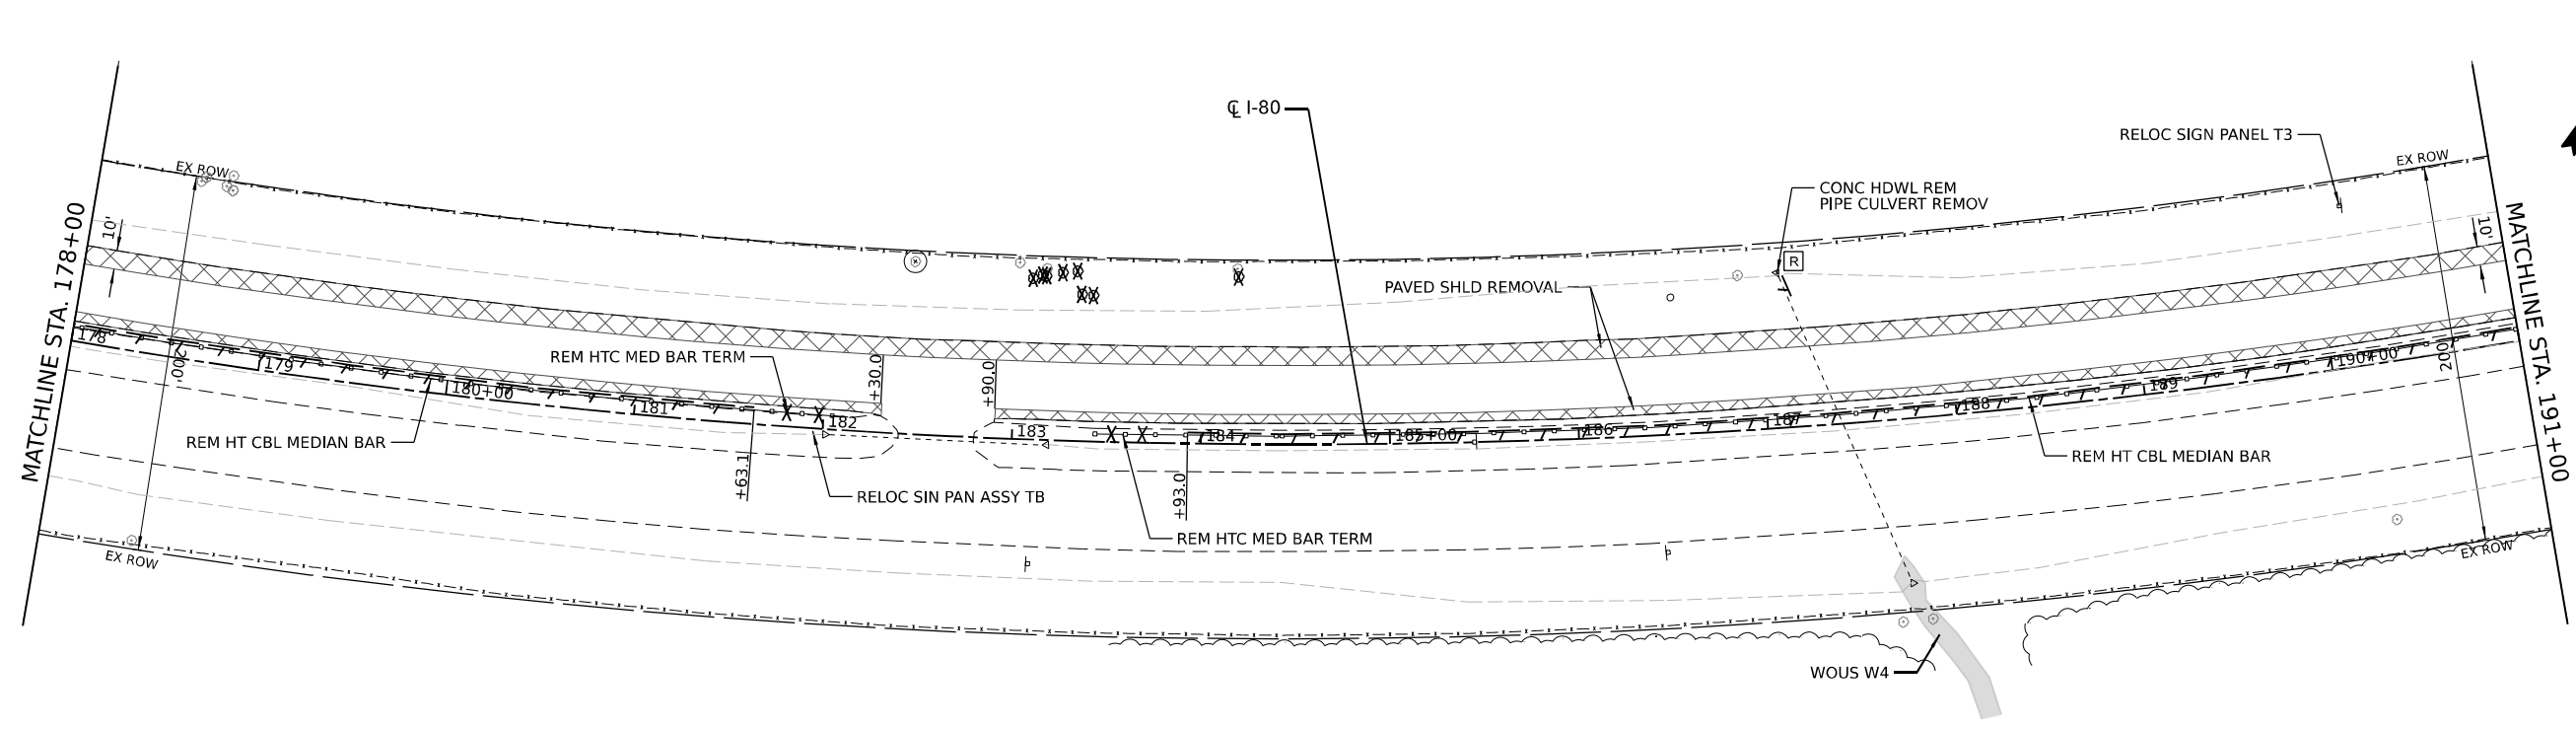 ℄ I-80
RELOC SIGN PANEL T3
EX ROW
EX ROW
CONC HDWL REM
PIPE CULVERT REMOV
R
MATCHLINE STA. 178+00
10'
10'
MATCHLINE STA. 191+00
PAVED SHLD REMOVAL
178
200'
179
REM HTC MED BAR TERM
+30.0
+90.0
180+00
181
182
183
184
185+00
186
187
188
189
190+00
200'
REM HT CBL MEDIAN BAR
+63.1
RELOC SIN PAN ASSY TB
+93.0
REM HTC MED BAR TERM
REM HT CBL MEDIAN BAR
EX ROW
EX ROW
WOUS W4